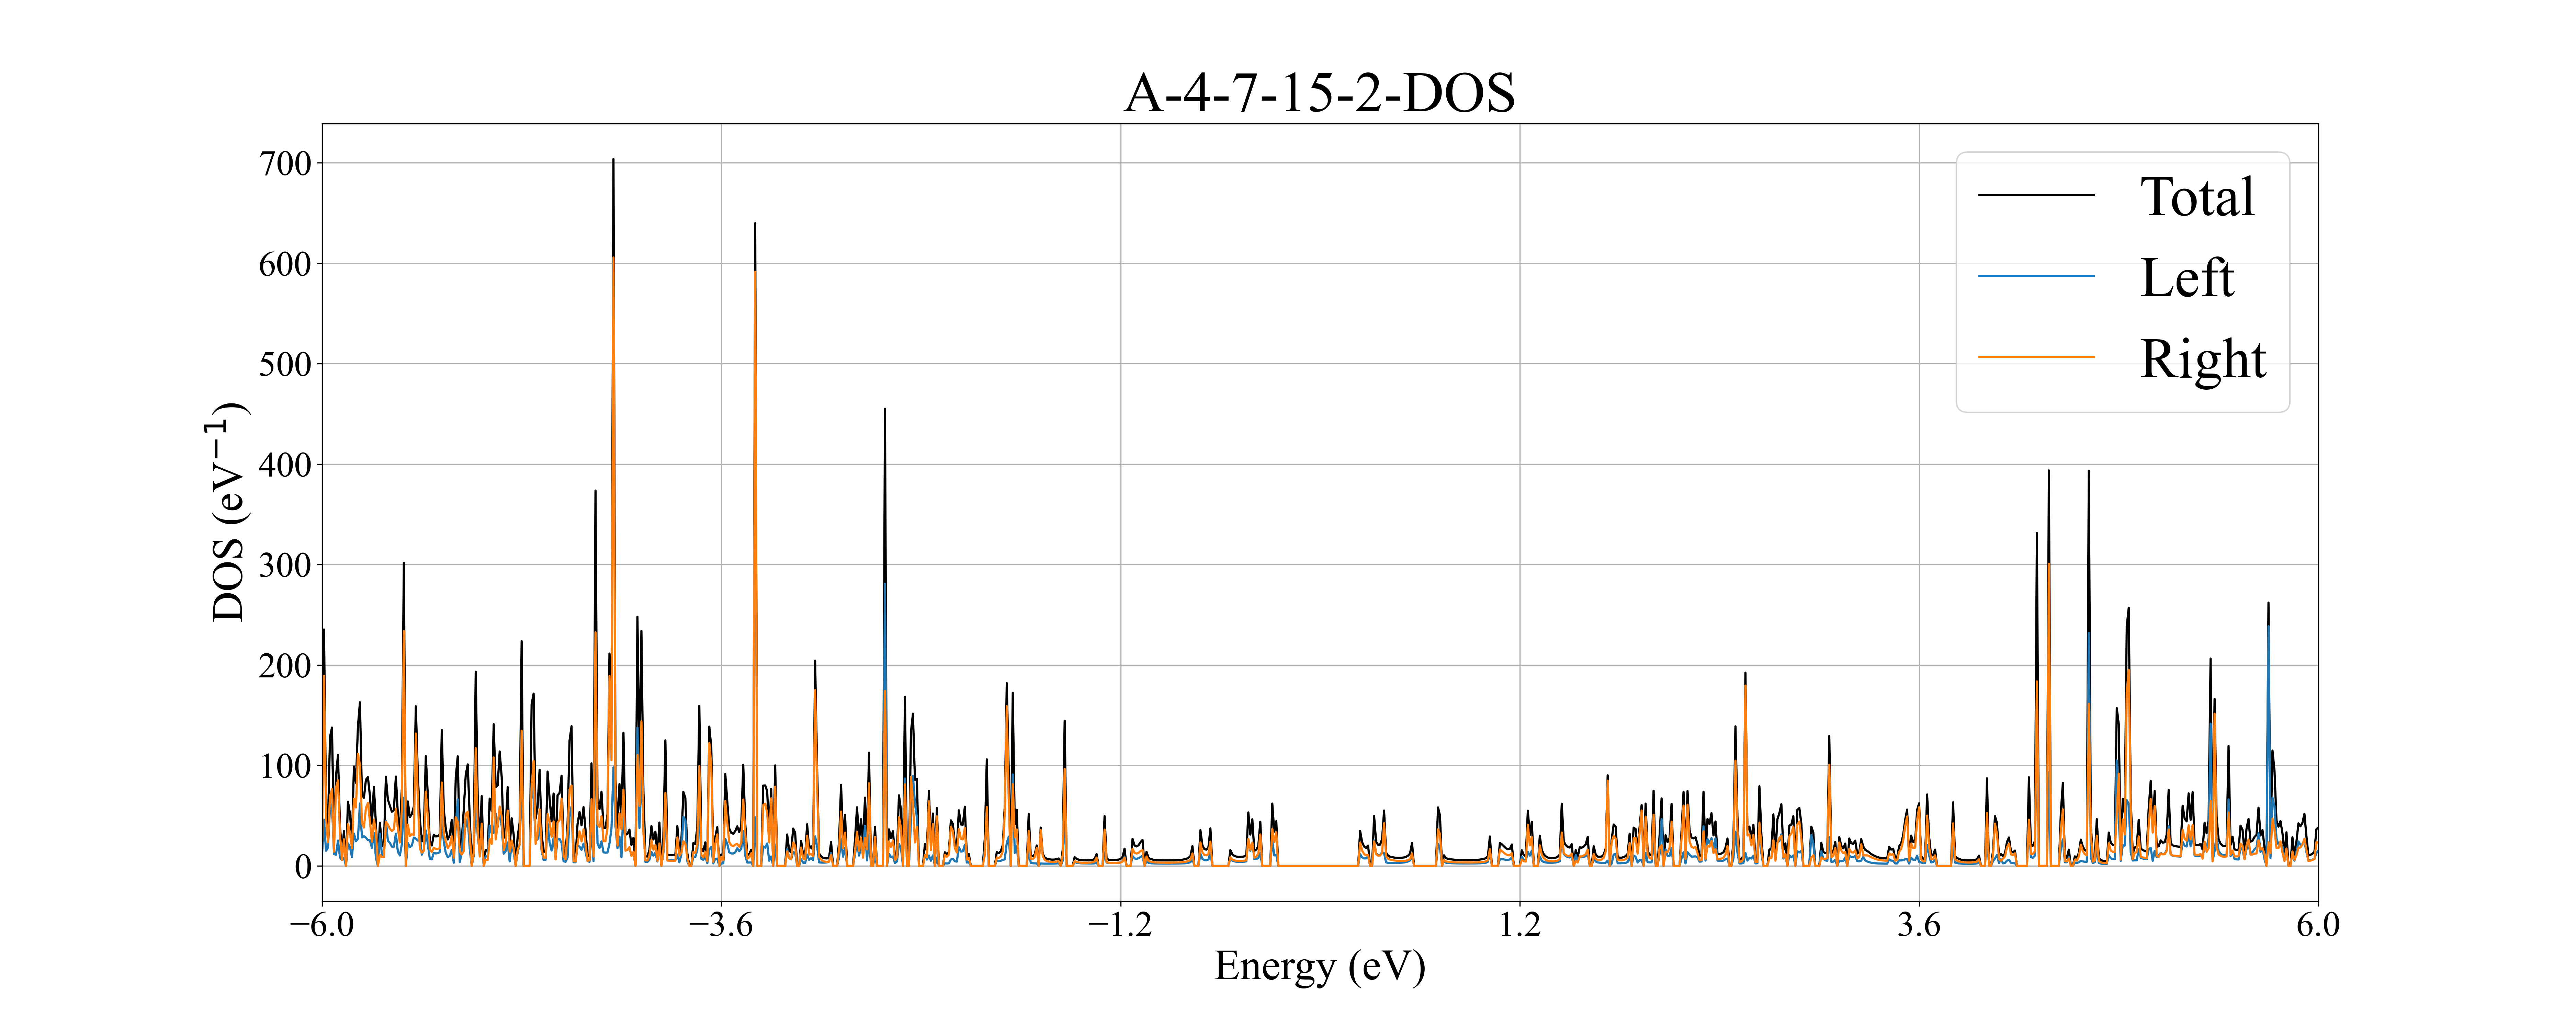 A-4-7-15-2-DOS
DOS (eV⁻¹)
700
600
500
400
300
200
100
0
Total
Left
Right
−6.0 −3.6 −1.2 1.2 3.6 6.0
Energy (eV)